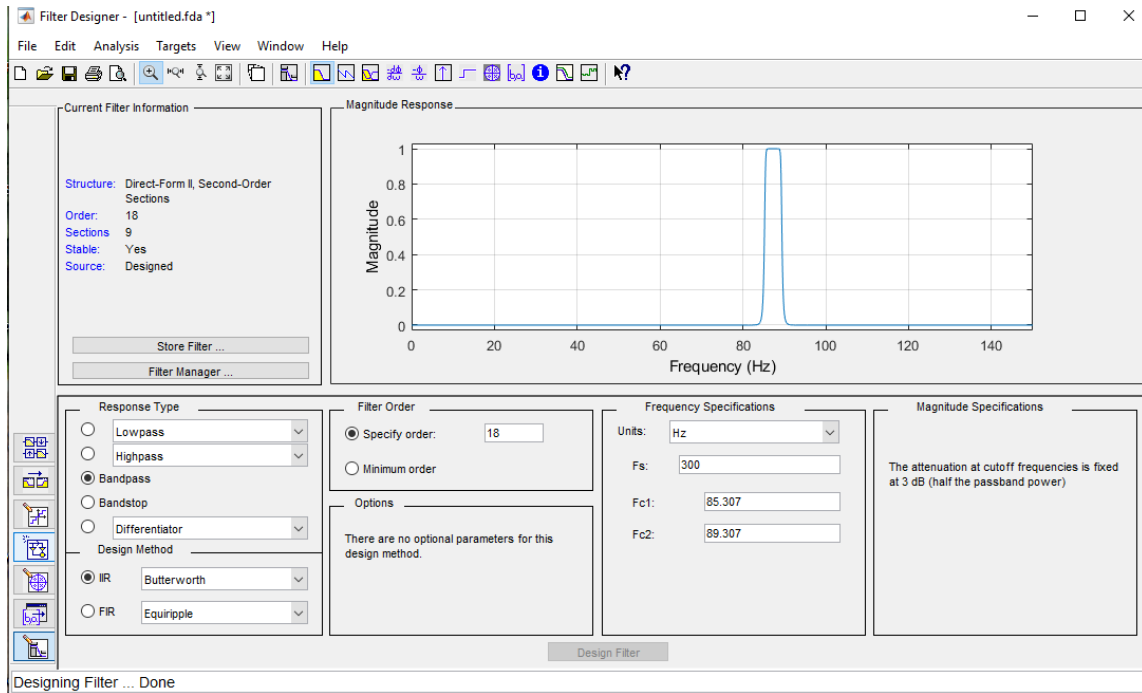 Filter Designer - [untitled.fda *]
File Edit Analysis Targets View Window Help
Current Filter Information
Structure: Direct-Form II, Second-Order
Sections
Order: 18
Sections 9
Stable: Yes
Source: Designed
Store Filter ...
Filter Manager ...
Magnitude Response
1
0.8
0.6
0.4
0.2
0
Magnitude
0 20 40 60 80 100 120 140
Frequency (Hz)
Response Type
Lowpass
Highpass
Bandpass
Bandstop
Differentiator
Design Method
IIR Butterworth
FIR Equiripple
Filter Order
Specify order: 18
Minimum order
Options
There are no optional parameters for this
design method.
Frequency Specifications
Units: Hz
Fs: 300
Fc1: 85.307
Fc2: 89.307
Magnitude Specifications
The attenuation at cutoff frequencies is fixed
at 3 dB (half the passband power)
Design Filter
Designing Filter ... Done